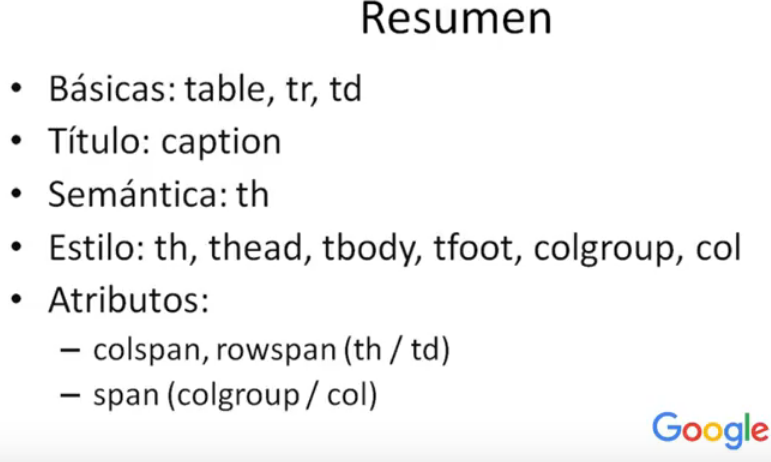 Resumen
• Básicas: table, tr, td
• Título: caption
• Semántica: th
• Estilo: th, thead, tbody, tfoot, colgroup, col
• Atributos:
– colspan, rowspan (th / td)
– span (colgroup / col)
Google